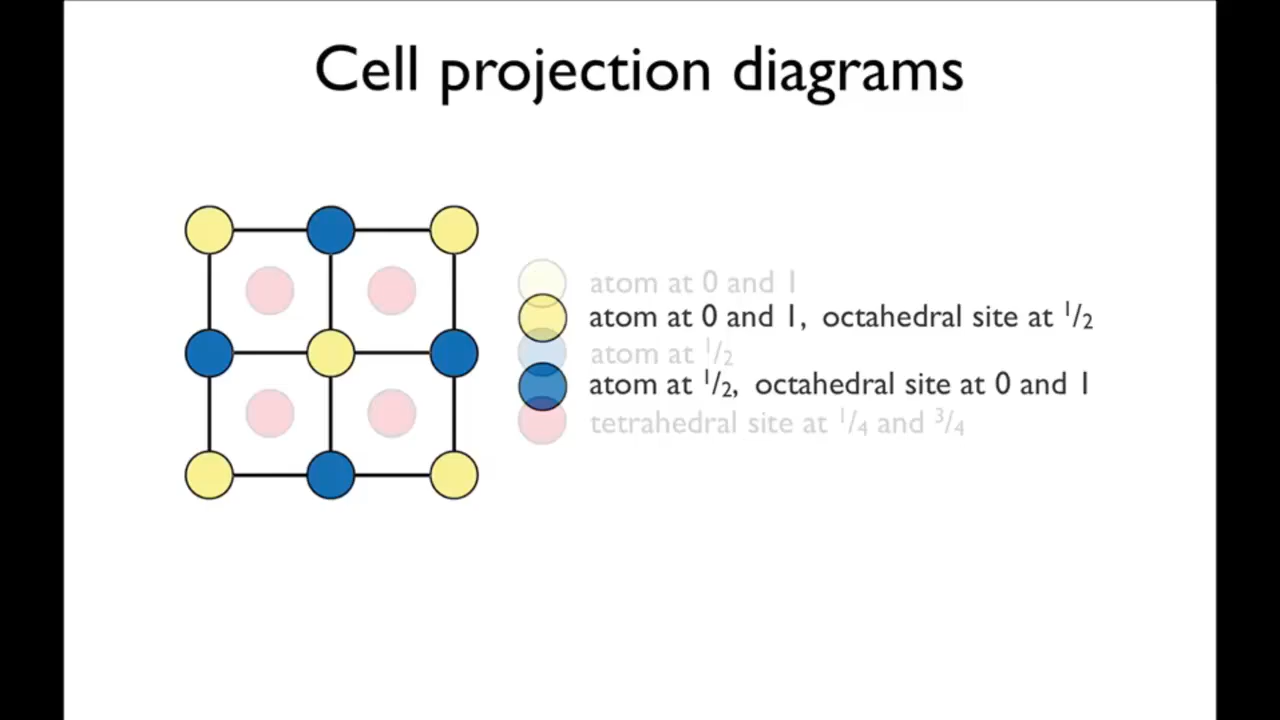 Cell projection diagrams
atom at 0 and 1
atom at 0 and 1, octahedral site at ¹/₂
atom at ¹/₂
atom at ¹/₂, octahedral site at 0 and 1
tetrahedral site at ¹/₄ and ³/₄